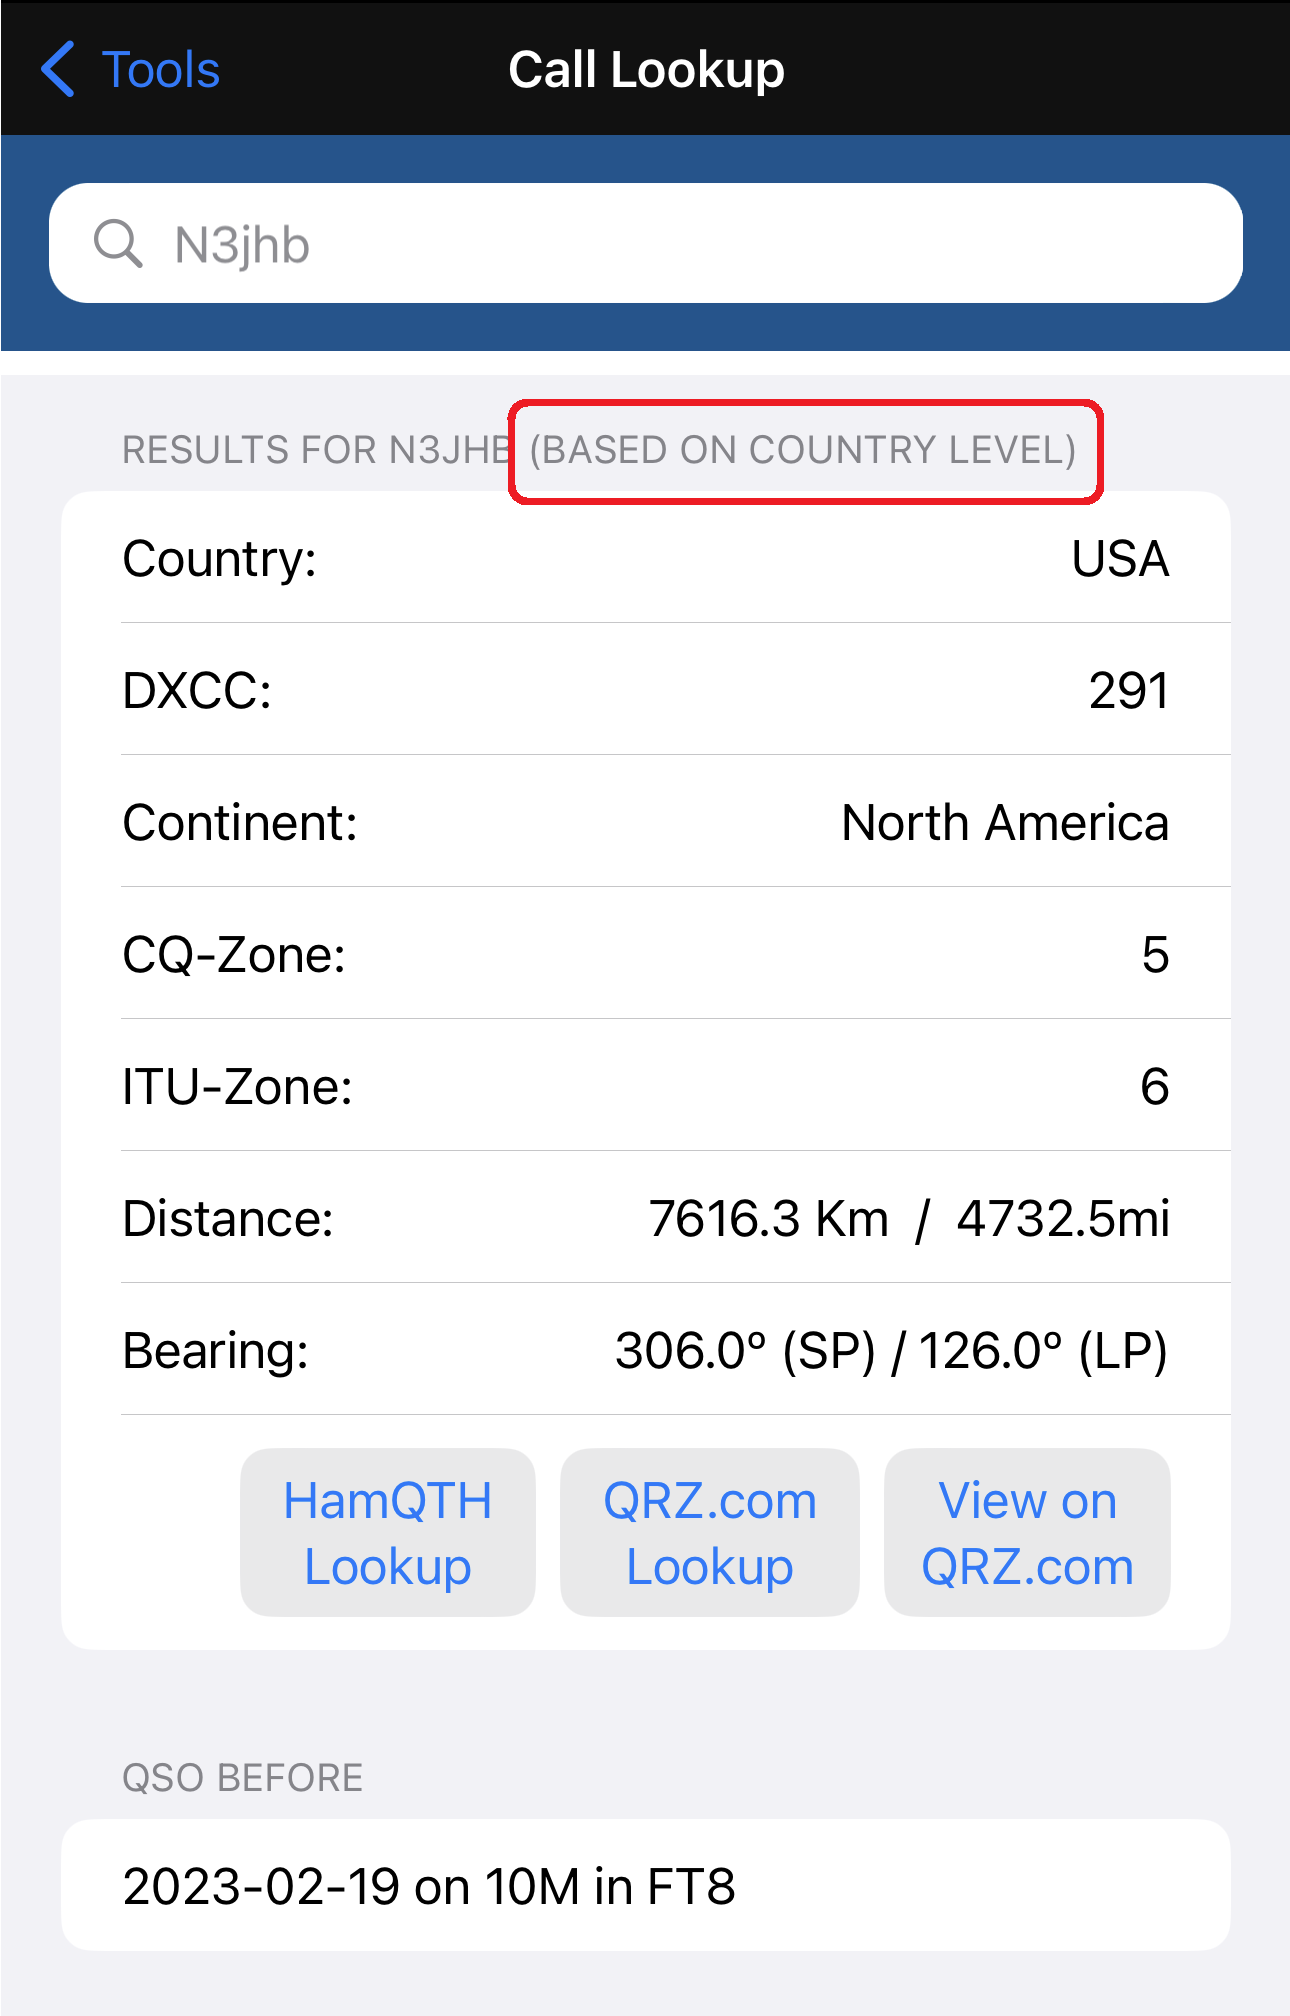 Tools
Call Lookup
N3jhb
RESULTS FOR N3JHB (BASED ON COUNTRY LEVEL)
Country: USA
DXCC: 291
Continent: North America
CQ-Zone: 5
ITU-Zone: 6
Distance: 7616.3 Km / 4732.5mi
Bearing: 306.0º (SP) / 126.0º (LP)
HamQTH
Lookup
QRZ.com
Lookup
View on
QRZ.com
QSO BEFORE
2023-02-19 on 10M in FT8